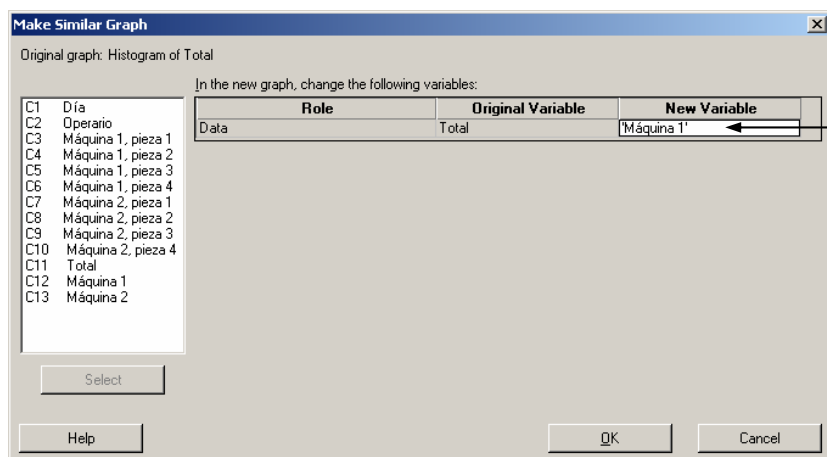 Make Similar Graph
Original graph: Histogram of Total
In the new graph, change the following variables:
Role Original Variable New Variable
Data Total 'Máquina 1'
C1 Día
C2 Operario
C3 Máquina 1, pieza 1
C4 Máquina 1, pieza 2
C5 Máquina 1, pieza 3
C6 Máquina 1, pieza 4
C7 Máquina 2, pieza 1
C8 Máquina 2, pieza 2
C9 Máquina 2, pieza 3
C10 Máquina 2, pieza 4
C11 Total
C12 Máquina 1
C13 Máquina 2
Select
Help OK Cancel